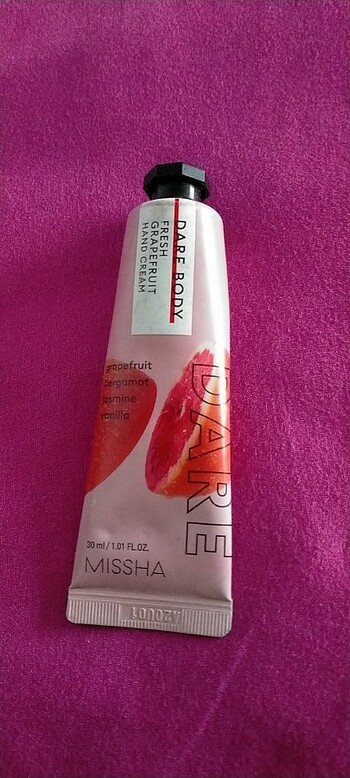 DARE BODY
FRESH
GRAPEFRUIT
HAND CREAM
grapefruit
bergamot
jasmine
vanilla
DARE
30 ml / 1.01 FL.OZ.
MISSHA